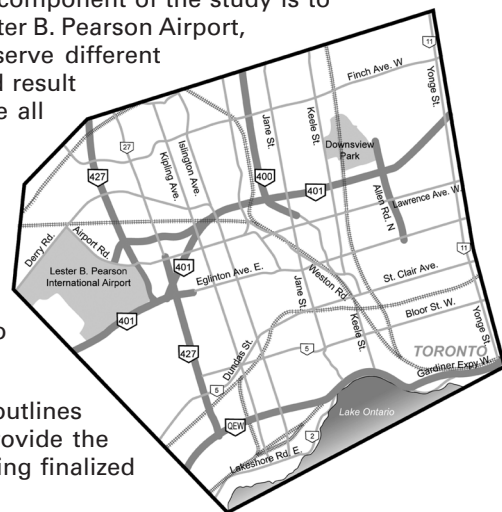 component of the study is to
ter B. Pearson Airport,
serve different
result
e all
outlines
ovide the
ing finalized
Finch Ave. W
11
Yonge St.
Keele St.
Jane St.
Downsview
Park
27
Islington Ave.
Kipling Ave.
427
400
401
Allen Rd. N
Lawrence Ave. W.
Derry Rd.
Airport Rd.
Lester B. Pearson
International Airport
401
Eglinton Ave. E.
Weston Rd.
Jane St.
St. Clair Ave.
11
401
Bloor St. W.
Yonge St.
427
Dundas St.
5
Keele St.
TORONTO
Gardiner Expy W.
5
QEW
2
Lake Ontario
Lakeshore Rd. E.